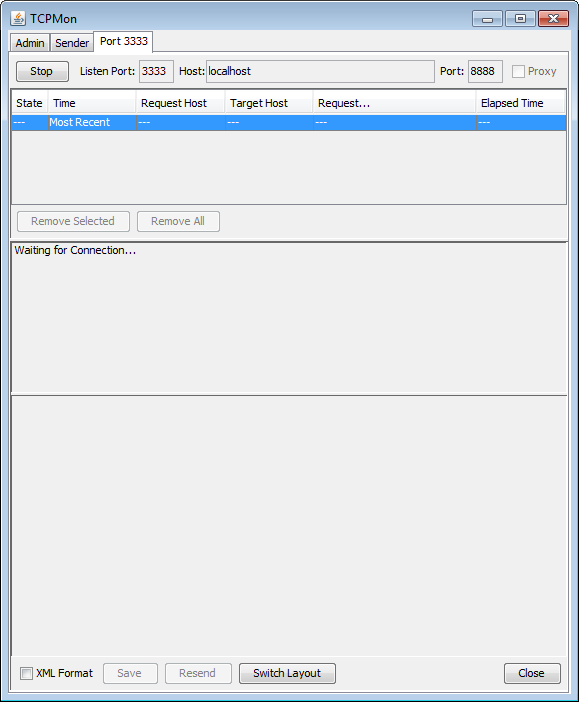 TCPMon
Admin Sender Port 3333
Stop Listen Port: 3333 Host: localhost Port: 8888 Proxy
State Time Request Host Target Host Request... Elapsed Time
--- Most Recent --- --- --- ---
Remove Selected Remove All
Waiting for Connection...
XML Format Save Resend Switch Layout Close